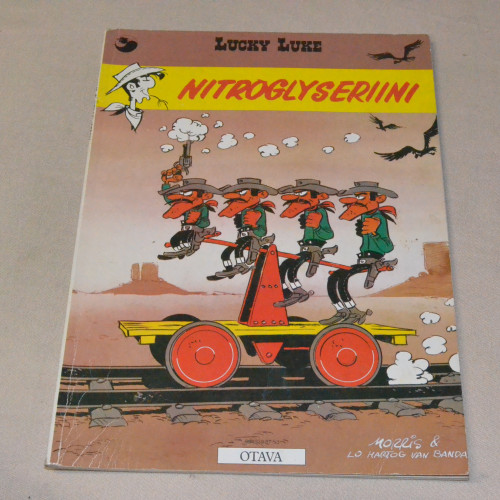 LUCKY LUKE
NITROGLYSERIINI
MORRIS &
LO HARTOG VAN BANDA
OTAVA